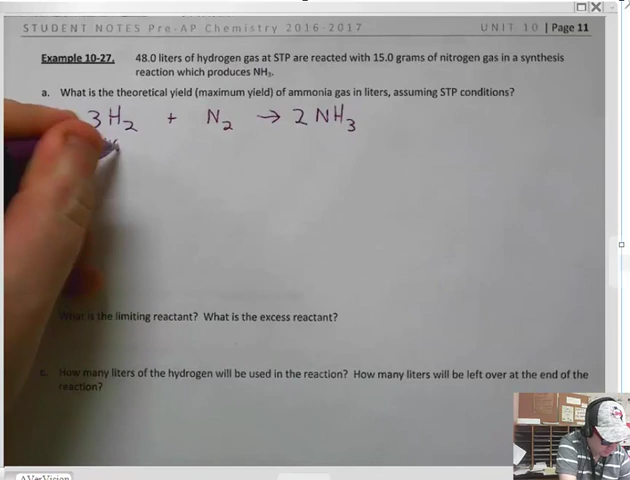 STUDENT NOTES Pre-AP Chemistry 2016-2017 UNIT 10 | Page 11
Example 10-27. 48.0 liters of hydrogen gas at STP are reacted with 15.0 grams of nitrogen gas in a synthesis
reaction which produces NH₃.
a. What is the theoretical yield (maximum yield) of ammonia gas in liters, assuming STP conditions?
3H₂ + N₂ → 2 NH₃
What is the limiting reactant? What is the excess reactant?
c. How many liters of the hydrogen will be used in the reaction? How many liters will be left over at the end of the
reaction?
AVerVision